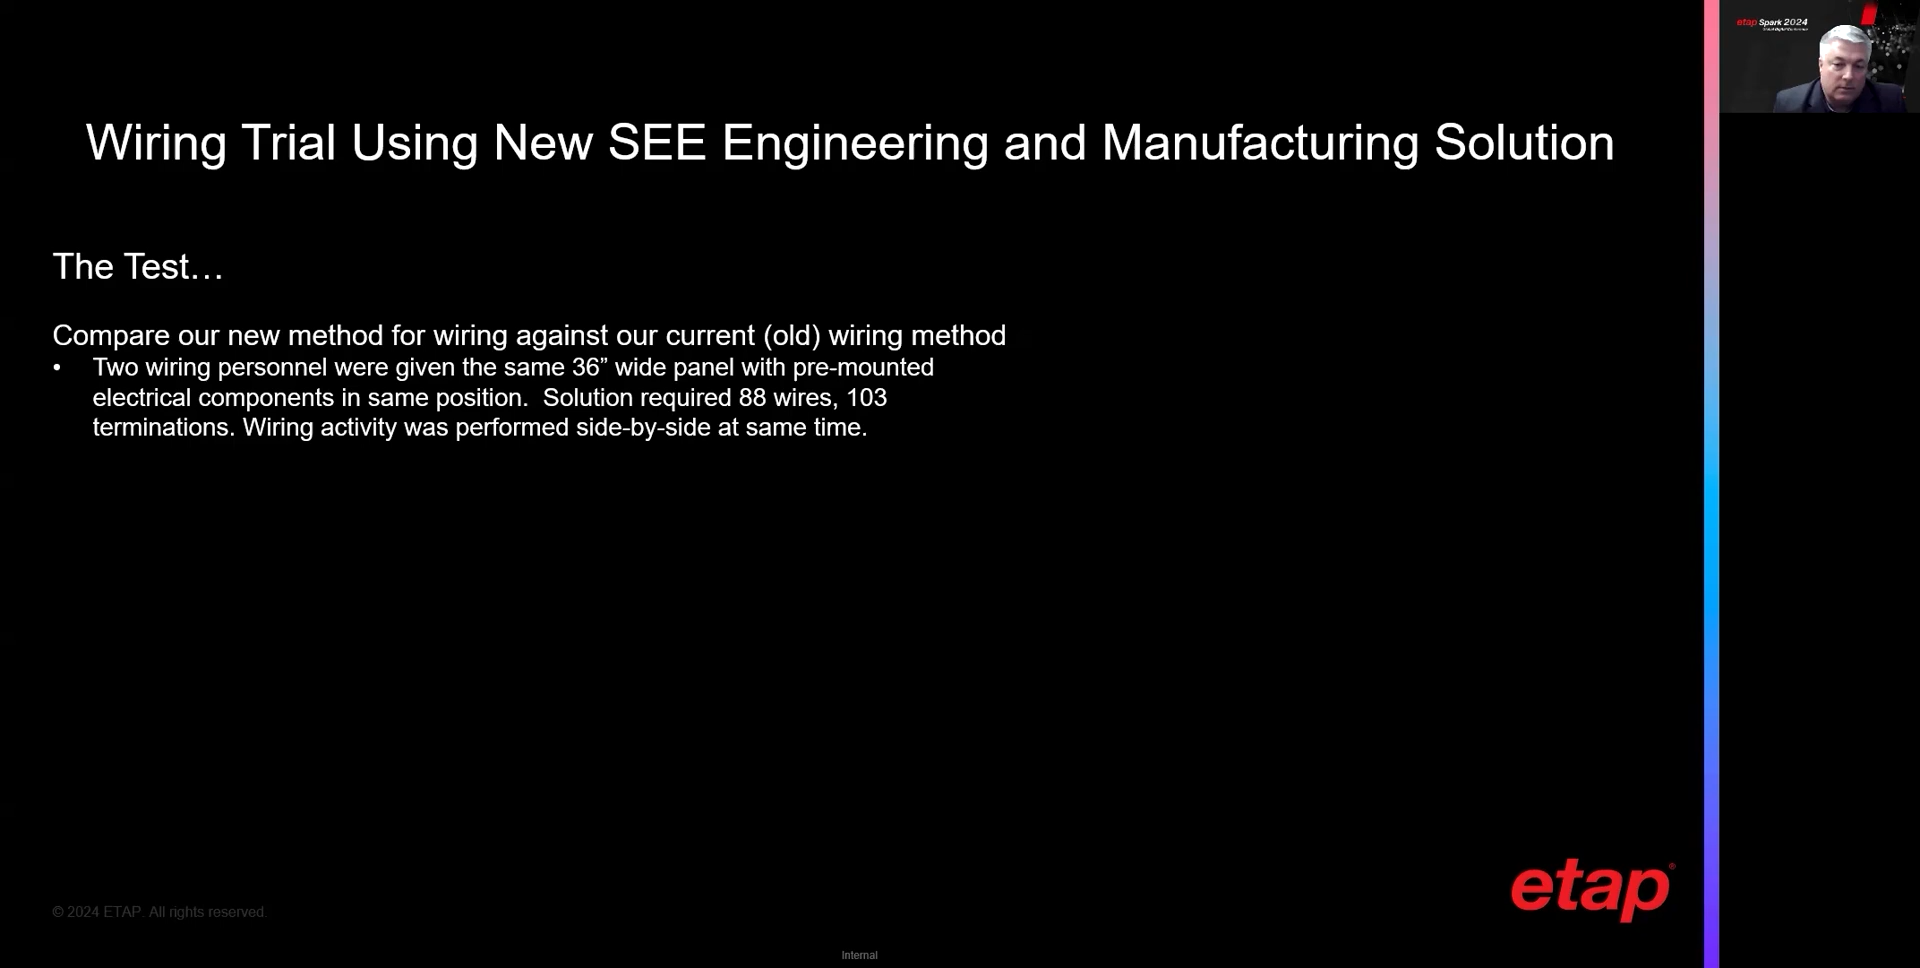 Wiring Trial Using New SEE Engineering and Manufacturing Solution
The Test…
Compare our new method for wiring against our current (old) wiring method
• Two wiring personnel were given the same 36” wide panel with pre-mounted
electrical components in same position.  Solution required 88 wires, 103
terminations. Wiring activity was performed side-by-side at same time.
© 2024 ETAP. All rights reserved.
etap®
Internal
etap Spark 2024